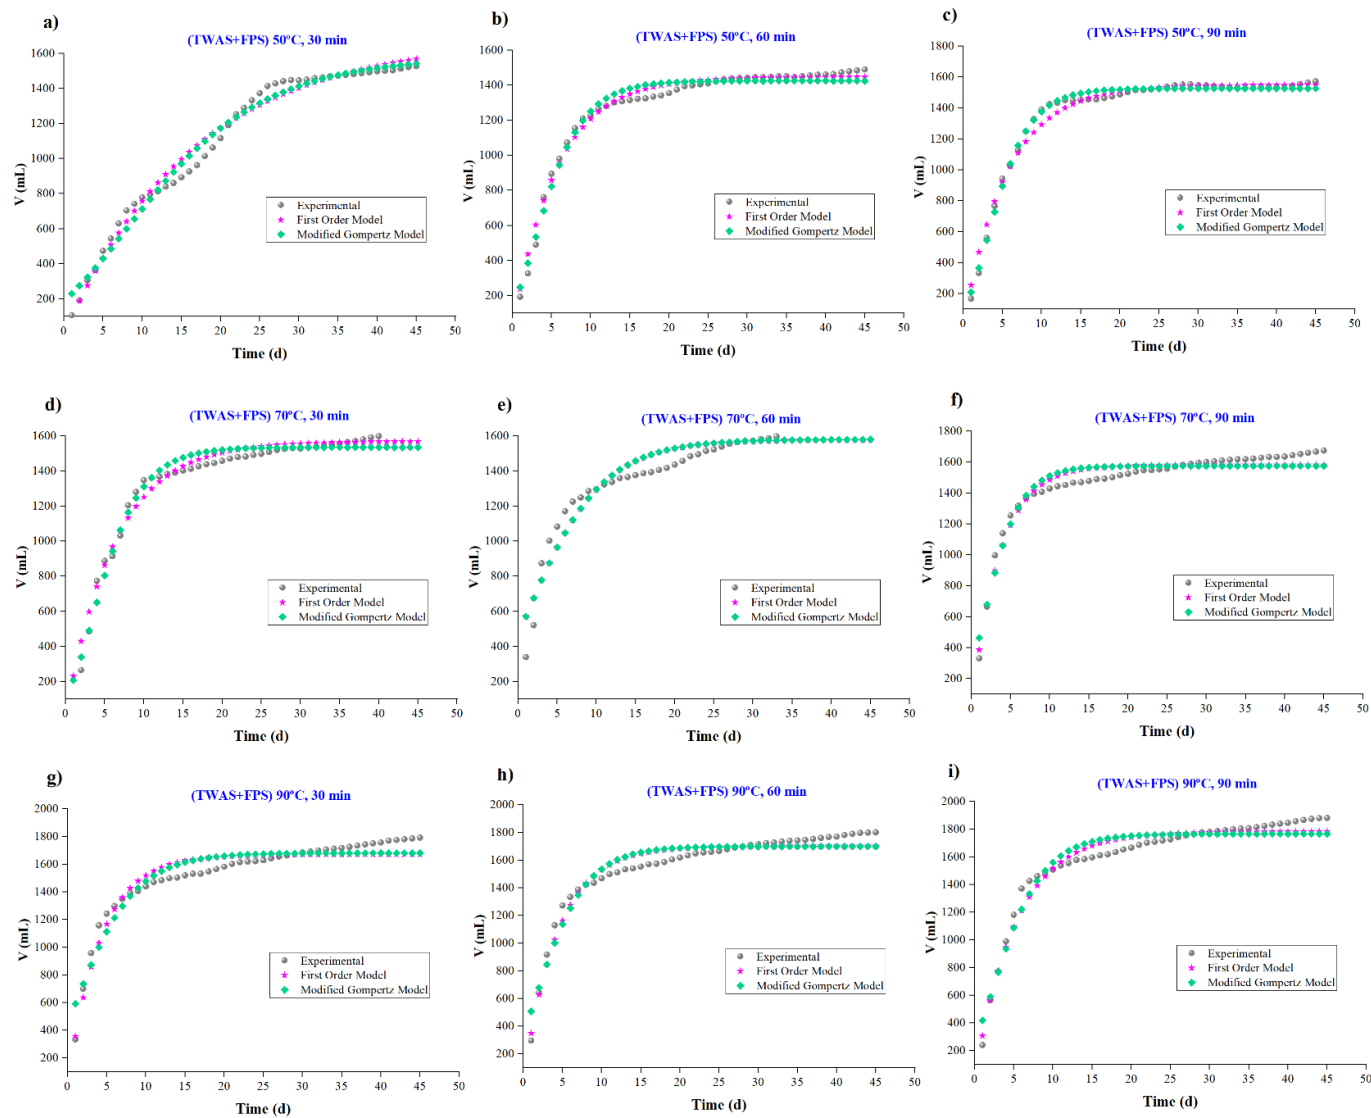 a)
(TWAS+FPS) 50ºC, 30 min
1600
1400
1200
1000
800
600
400
200
V (mL)
Experimental
First Order Model
Modified Gompertz Model
0 5 10 15 20 25 30 35 40 45 50
Time (d)
b)
(TWAS+FPS) 50ºC, 60 min
1600
1400
1200
1000
800
600
400
200
V (mL)
Experimental
First Order Model
Modified Gompertz Model
0 5 10 15 20 25 30 35 40 45 50
Time (d)
c)
(TWAS+FPS) 50ºC, 90 min
1800
1600
1400
1200
1000
800
600
400
200
V (mL)
Experimental
First Order Model
Modified Gompertz Model
0 5 10 15 20 25 30 35 40 45 50
Time (d)
d)
(TWAS+FPS) 70ºC, 30 min
1600
1400
1200
1000
800
600
400
200
V (mL)
Experimental
First Order Model
Modified Gompertz Model
0 5 10 15 20 25 30 35 40 45 50
Time (d)
e)
(TWAS+FPS) 70ºC, 60 min
1600
1400
1200
1000
800
600
400
200
V (mL)
Experimental
First Order Model
Modified Gompertz Model
0 5 10 15 20 25 30 35 40 45 50
Time (d)
f)
(TWAS+FPS) 70ºC, 90 min
1800
1600
1400
1200
1000
800
600
400
200
V (mL)
Experimental
First Order Model
Modified Gompertz Model
0 5 10 15 20 25 30 35 40 45 50
Time (d)
g)
(TWAS+FPS) 90ºC, 30 min
2000
1800
1600
1400
1200
1000
800
600
400
200
V (mL)
Experimental
First Order Model
Modified Gompertz Model
0 5 10 15 20 25 30 35 40 45 50
Time (d)
h)
(TWAS+FPS) 90ºC, 60 min
2000
1800
1600
1400
1200
1000
800
600
400
200
V (mL)
Experimental
First Order Model
Modified Gompertz Model
0 5 10 15 20 25 30 35 40 45 50
Time (d)
i)
(TWAS+FPS) 90ºC, 90 min
2000
1800
1600
1400
1200
1000
800
600
400
200
V (mL)
Experimental
First Order Model
Modified Gompertz Model
0 5 10 15 20 25 30 35 40 45 50
Time (d)